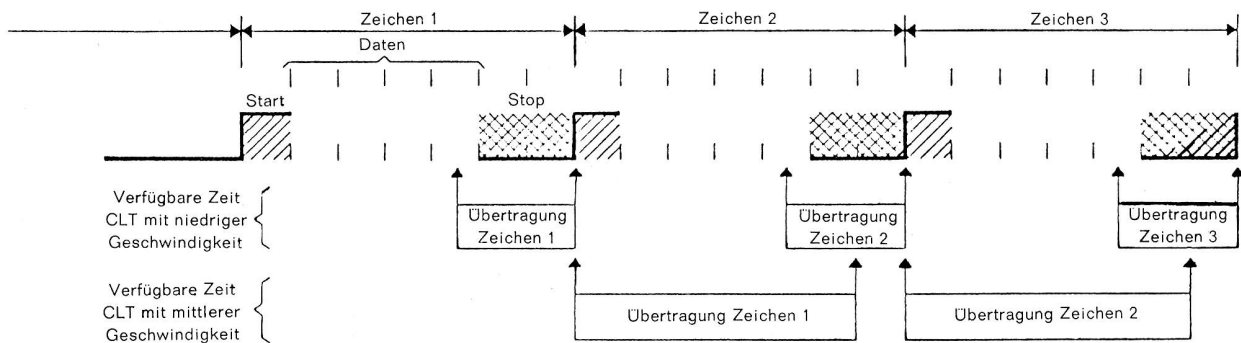 Zeichen 1
Zeichen 2
Zeichen 3
Daten
Start
Stop
Verfügbare Zeit
CLT mit niedriger
Geschwindigkeit
Übertragung
Zeichen 1
Übertragung
Zeichen 2
Übertragung
Zeichen 3
Verfügbare Zeit
CLT mit mittlerer
Geschwindigkeit
Übertragung Zeichen 1
Übertragung Zeichen 2